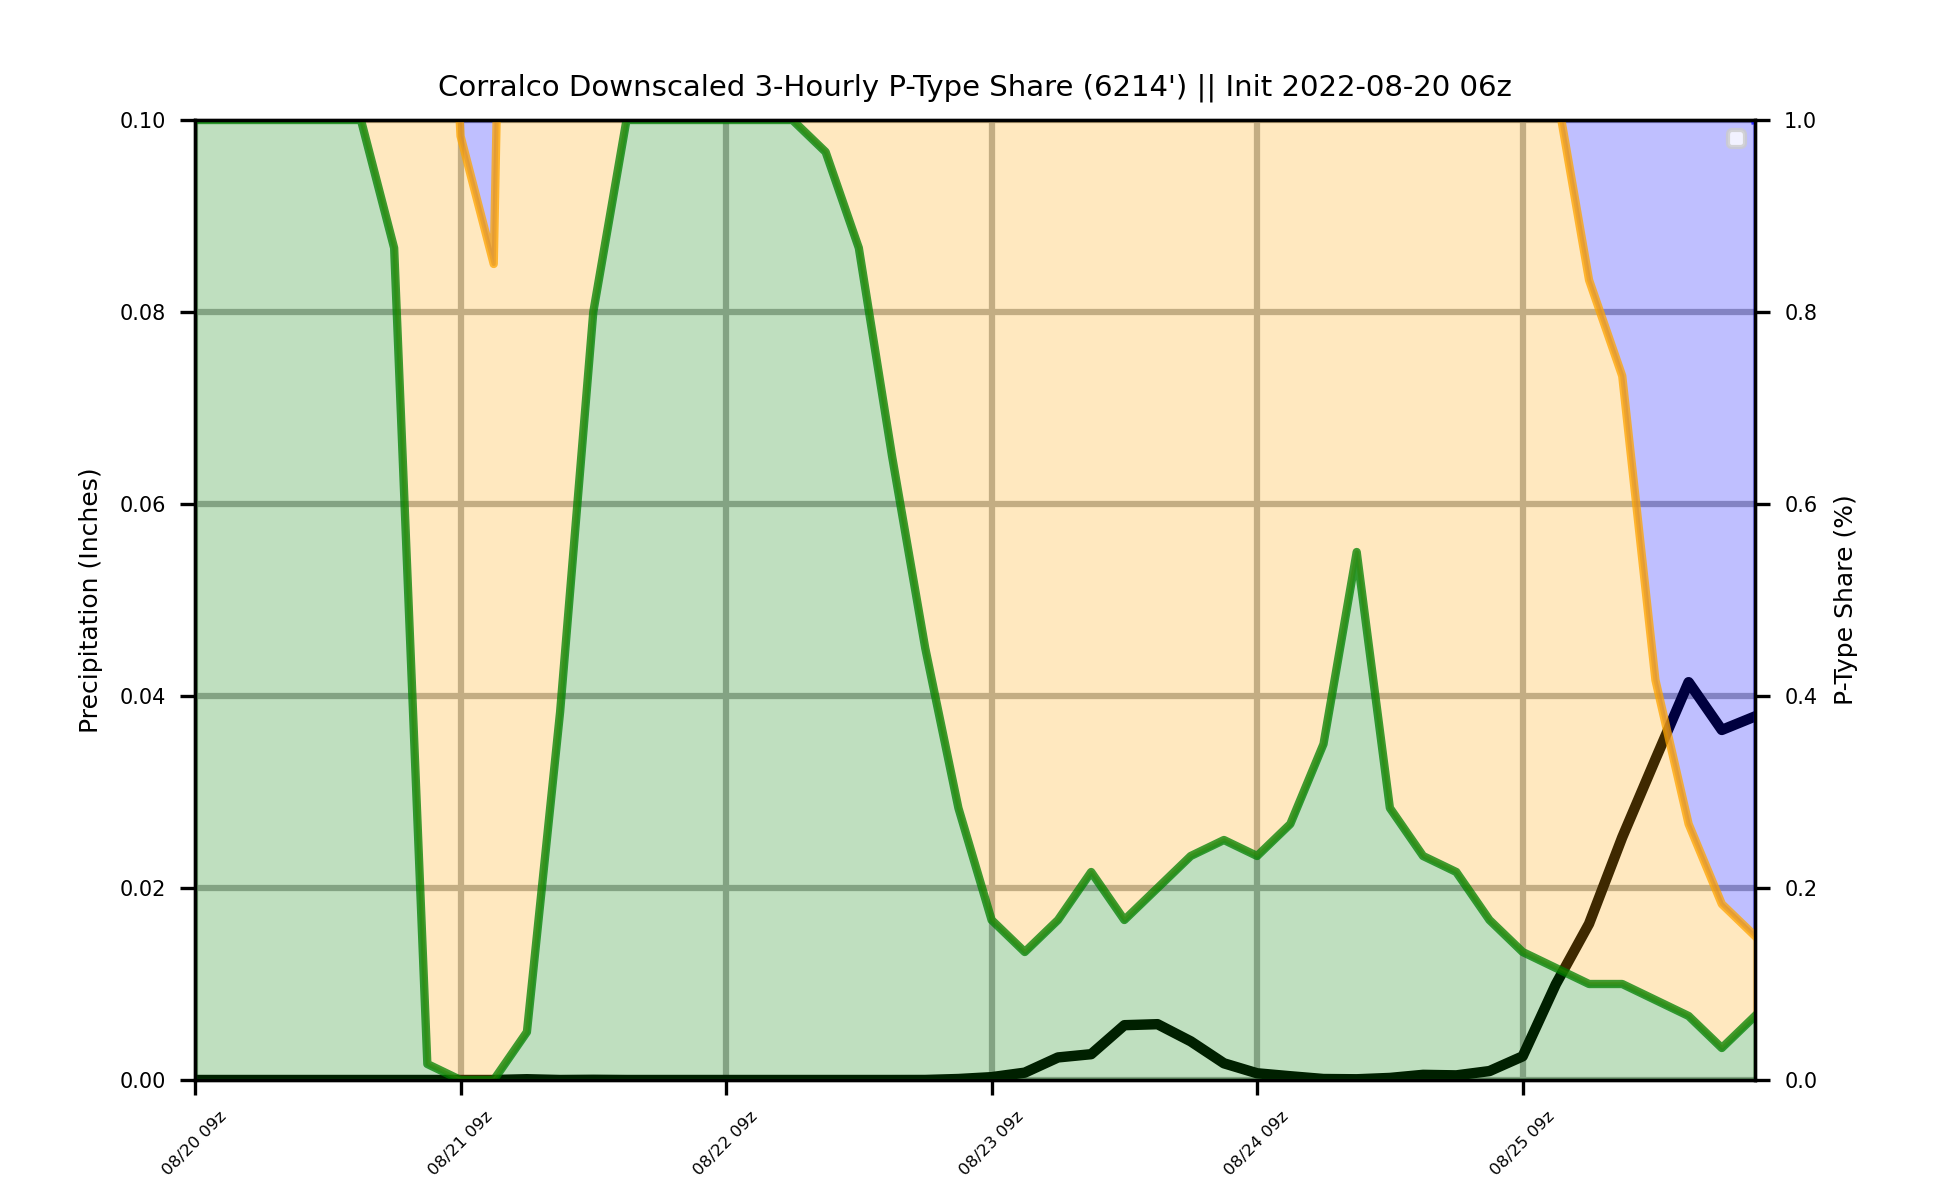 Corralco Downscaled 3-Hourly P-Type Share (6214') || Init 2022-08-20 06z
0.10
0.08
0.06
0.04
0.02
0.00
Precipitation (Inches)
1.0
0.8
0.6
0.4
0.2
0.0
P-Type Share (%)
08/20 09z
08/21 09z
08/22 09z
08/23 09z
08/24 09z
08/25 09z